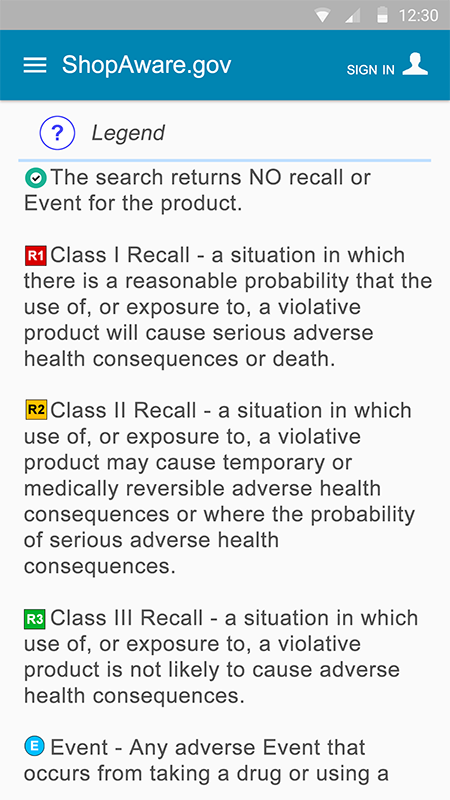 12:30
ShopAware.gov SIGN IN
? Legend
The search returns NO recall or
Event for the product.
R1 Class I Recall - a situation in which
there is a reasonable probability that the
use of, or exposure to, a violative
product will cause serious adverse
health consequences or death.
R2 Class II Recall - a situation in which
use of, or exposure to, a violative
product may cause temporary or
medically reversible adverse health
consequences or where the probability
of serious adverse health
consequences.
R3 Class III Recall - a situation in which
use of, or exposure to, a violative
product is not likely to cause adverse
health consequences.
E Event - Any adverse Event that
occurs from taking a drug or using a